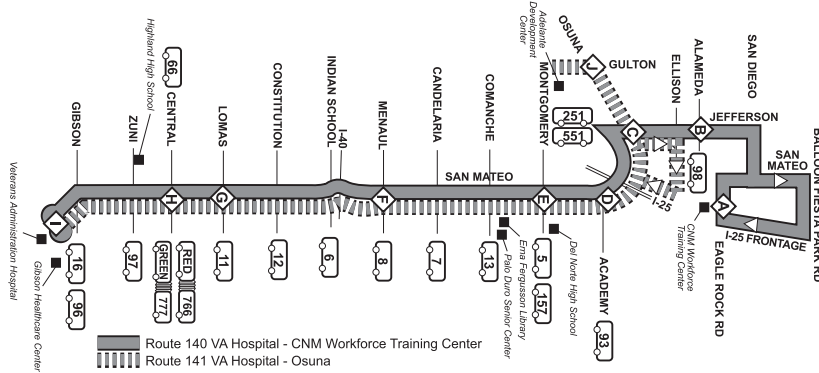 Highland High School
66
Adelante
Development
Center
OSUNA
J
GULTON
GIBSON
ZUNI
CENTRAL
LOMAS
CONSTITUTION
INDIAN SCHOOL
I-40
MENAUL
CANDELARIA
COMANCHE
MONTGOMERY
251
551
ELLISON
ALAMEDA
SAN DIEGO
BALLOON FIESTA PARK RD
JEFFERSON
C
B
98
SAN
MATEO
SAN MATEO
I-25
A
I-25 FRONTAGE
I
H
G
F
E
D
Veterans Administration Hospital
Gibson Healthcare Center
16
96
97
GREEN
777
RED
766
11
12
6
8
7
13
Erna Fergusson Library
Palo Duro Senior Center
5
157
Del Norte High School
ACADEMY
93
CNM Workforce
Training Center
EAGLE ROCK RD
Route 140 VA Hospital - CNM Workforce Training Center
Route 141 VA Hospital - Osuna